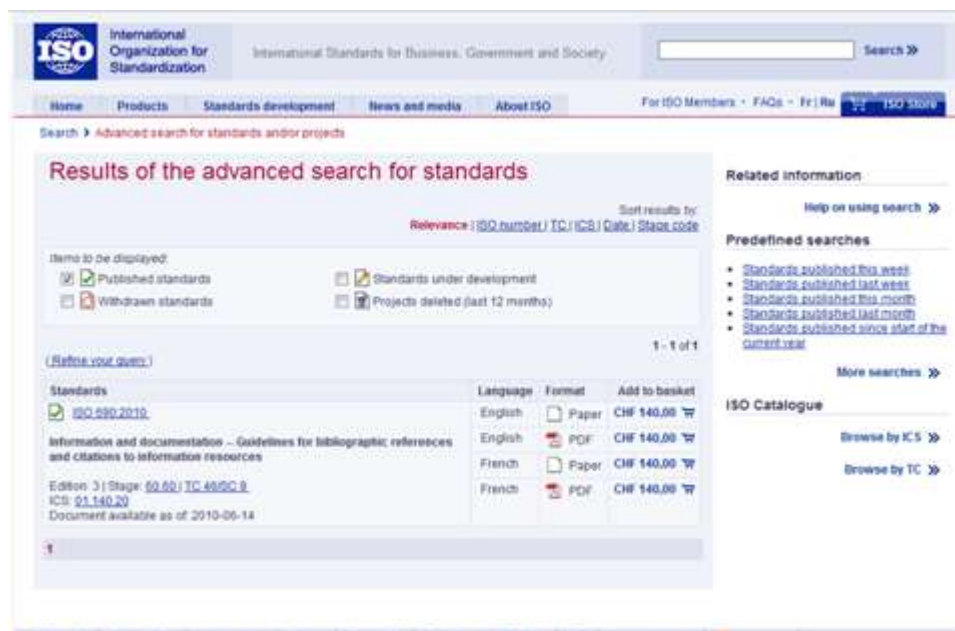 ISO
International
Organization for
Standardization
International Standards for Business, Government and Society
Search »
Home Products Standards development News and media About ISO
For ISO Members • FAQs • Fr | Ru ISO Store
Search > Advanced search for standards and/or projects
Results of the advanced search for standards
Sort results by:
Relevance | ISO number | TC | ICS | Date | Stage code
Items to be displayed:
Published standards Standards under development
Withdrawn standards Projects deleted (last 12 months)
1 - 1 of 1
( Refine your query )
Standards Language Format Add to basket
ISO 690:2010 English Paper CHF 140,00
Information and documentation -- Guidelines for bibliographic references
and citations to information resources
English PDF CHF 140,00
French Paper CHF 140,00
French PDF CHF 140,00
Edition: 3 | Stage: 60.60 | TC 46/SC 9
ICS: 01.140.20
Document available as of: 2010-06-14
1
Related information
Help on using search »
Predefined searches
• Standards published this week
• Standards published last week
• Standards published this month
• Standards published last month
• Standards published since start of the
current year
More searches »
ISO Catalogue
Browse by ICS »
Browse by TC »